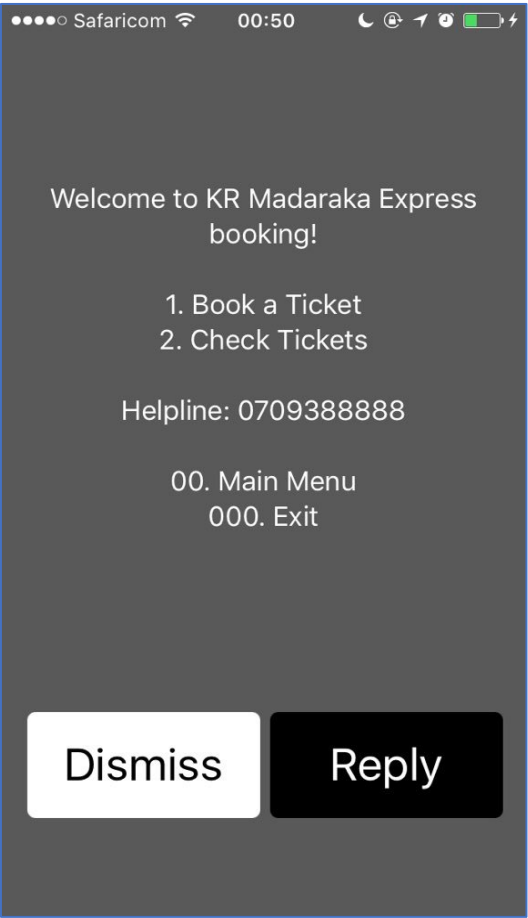 Safaricom 00:50
Welcome to KR Madaraka Express
booking!
1. Book a Ticket
2. Check Tickets
Helpline: 0709388888
00. Main Menu
000. Exit
Dismiss Reply